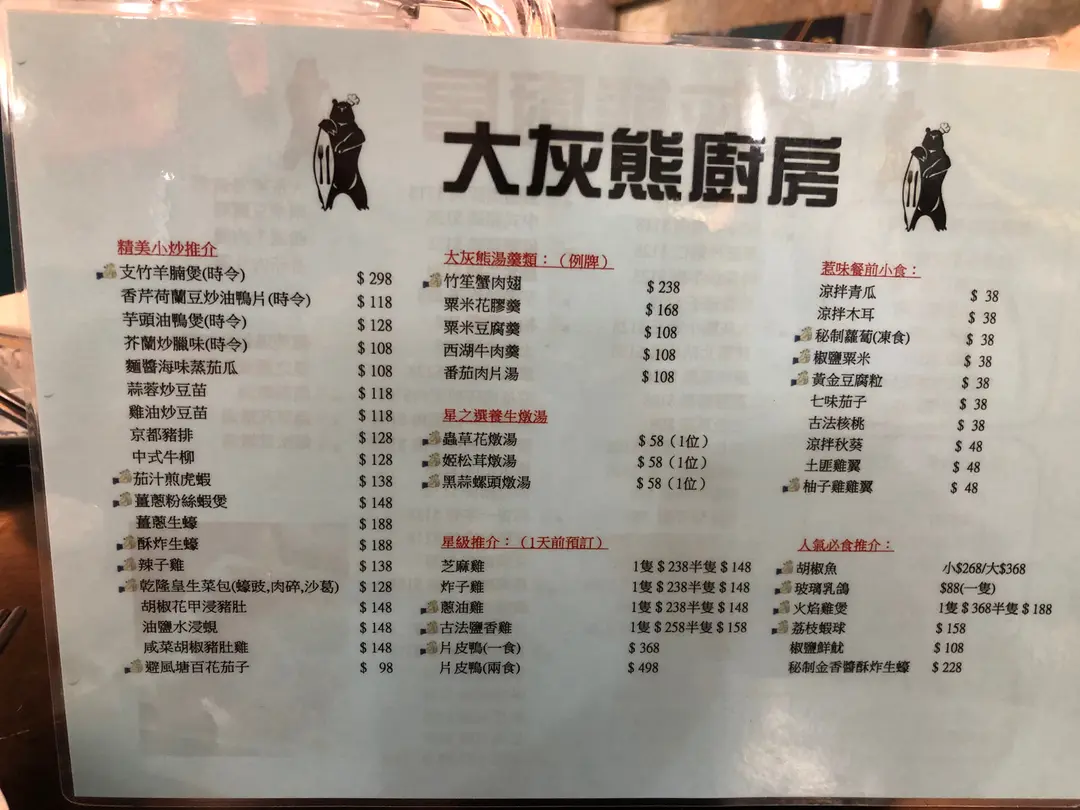 大灰熊廚房
精美小炒推介
支竹羊腩煲(時令) $ 298
香芹荷蘭豆炒油鴨片(時令) $ 118
芋頭油鴨煲(時令) $ 128
芥蘭炒臘味(時令) $ 108
麵醬海味蒸茄瓜 $ 108
蒜蓉炒豆苗 $ 118
雞油炒豆苗 $ 118
京都豬排 $ 128
中式牛柳 $ 128
茄汁煎虎蝦 $ 138
薑蔥粉絲蝦煲 $ 148
薑蔥生蠔 $ 188
酥炸生蠔 $ 188
辣子雞 $ 138
乾隆皇生菜包(蠔豉,肉碎,沙葛) $ 128
胡椒花甲浸豬肚 $ 148
油鹽水浸蜆 $ 148
咸菜胡椒豬肚雞 $ 148
避風塘百花茄子 $ 98
大灰熊湯羹類：（例牌）
竹笙蟹肉翅 $ 238
粟米花膠羹 $ 168
粟米豆腐羹 $ 108
西湖牛肉羹 $ 108
番茄肉片湯 $ 108
星之選養生燉湯
蟲草花燉湯 $ 58（1位）
姬松茸燉湯 $ 58（1位）
黑蒜螺頭燉湯 $ 58（1位）
星級推介：（1天前預訂）
芝麻雞 1隻 $ 238半隻 $ 148
炸子雞 1隻 $ 238半隻 $ 148
蔥油雞 1隻 $ 238半隻 $ 148
古法鹽香雞 1隻 $ 258半隻 $ 158
片皮鴨(一食) $ 368
片皮鴨(兩食) $ 498
惹味餐前小食：
涼拌青瓜 $ 38
涼拌木耳 $ 38
秘制蘿蔔(凍食) $ 38
椒鹽粟米 $ 38
黃金豆腐粒 $ 38
七味茄子 $ 38
古法核桃 $ 38
涼拌秋葵 $ 48
土匪雞翼 $ 48
柚子雞雞翼 $ 48
人氣必食推介：
胡椒魚 小$268/大$368
玻璃乳鴿 $88(一隻)
火焰雞煲 1隻 $ 368半隻 $ 188
荔枝蝦球 $ 158
椒鹽鮮魷 $ 108
秘制金香醬酥炸生蠔 $ 228